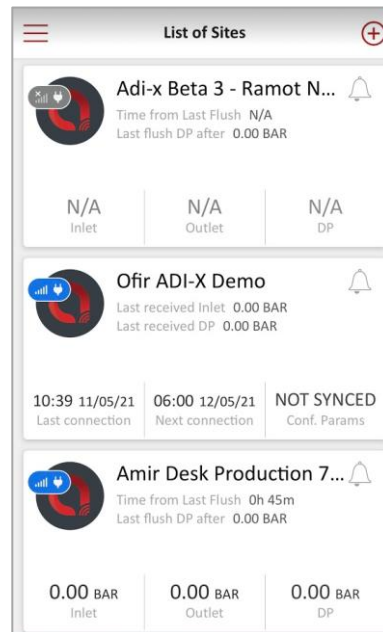 List of Sites
Adi-x Beta 3 - Ramot N...
Time from Last Flush N/A
Last flush DP after 0.00 BAR
N/A N/A N/A
Inlet Outlet DP
Ofir ADI-X Demo
Last received Inlet 0.00 BAR
Last received DP 0.00 BAR
10:39 11/05/21 06:00 12/05/21 NOT SYNCED
Last connection Next connection Conf. Params
Amir Desk Production 7...
Time from Last Flush 0h 45m
Last flush DP after 0.00 BAR
0.00 BAR 0.00 BAR 0.00 BAR
Inlet Outlet DP